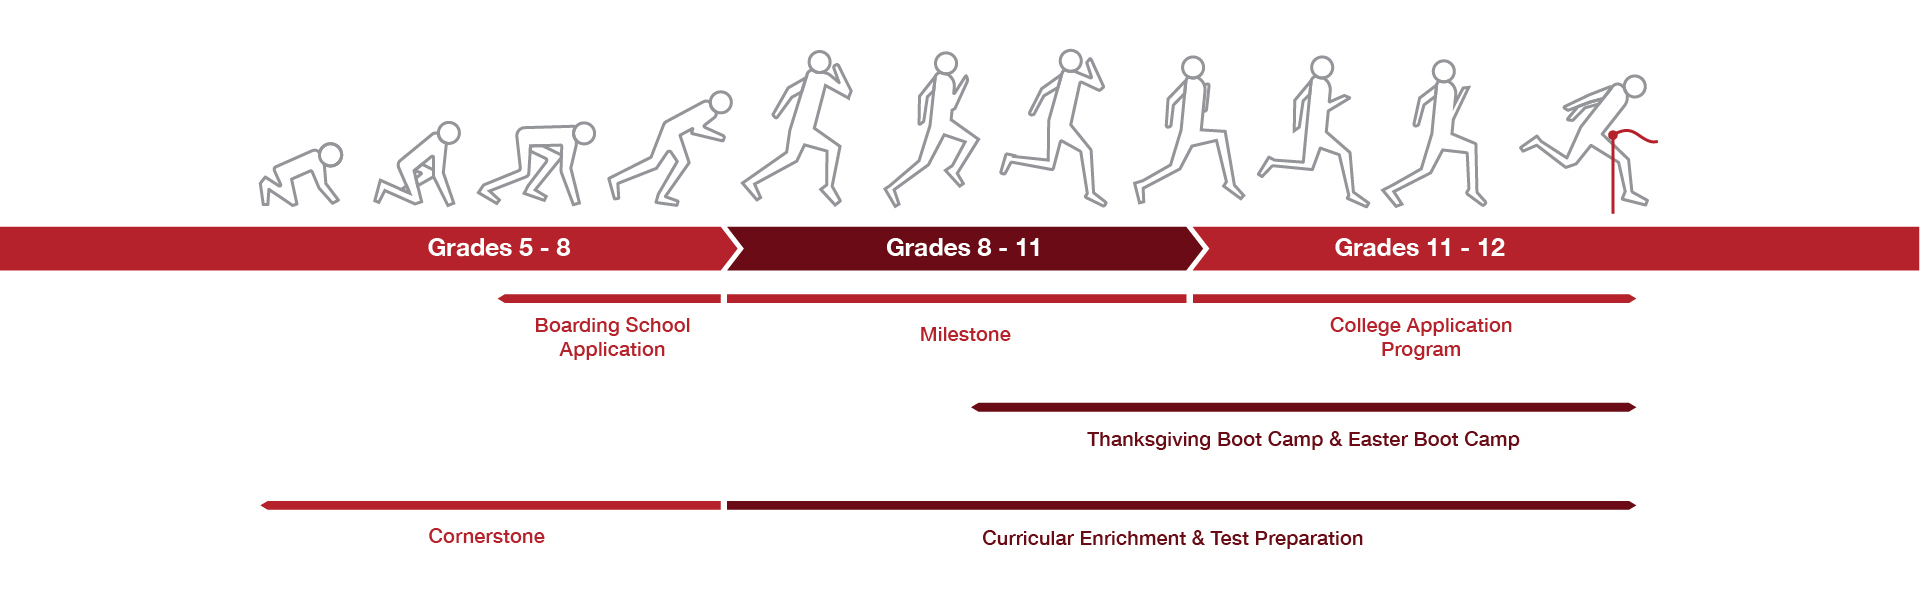 Grades 5 - 8
Grades 8 - 11
Grades 11 - 12
Boarding School
Application
Milestone
College Application
Program
Thanksgiving Boot Camp & Easter Boot Camp
Cornerstone
Curricular Enrichment & Test Preparation